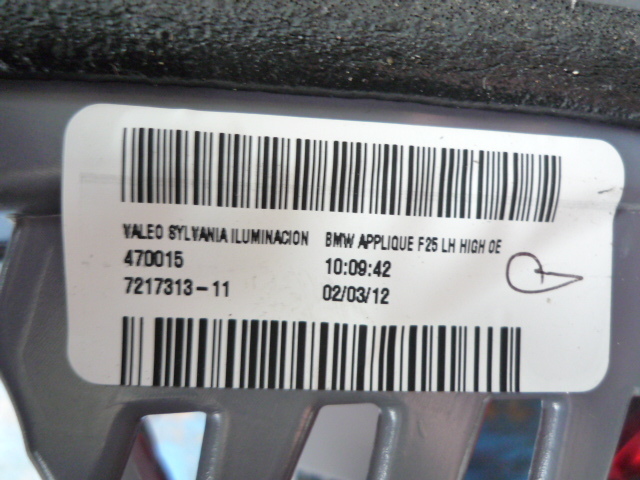 VALEO SYLVANIA ILUMINACION BMW APPLIQUE F25 LH HIGH OE
470015 10:09:42
7217313-11 02/03/12